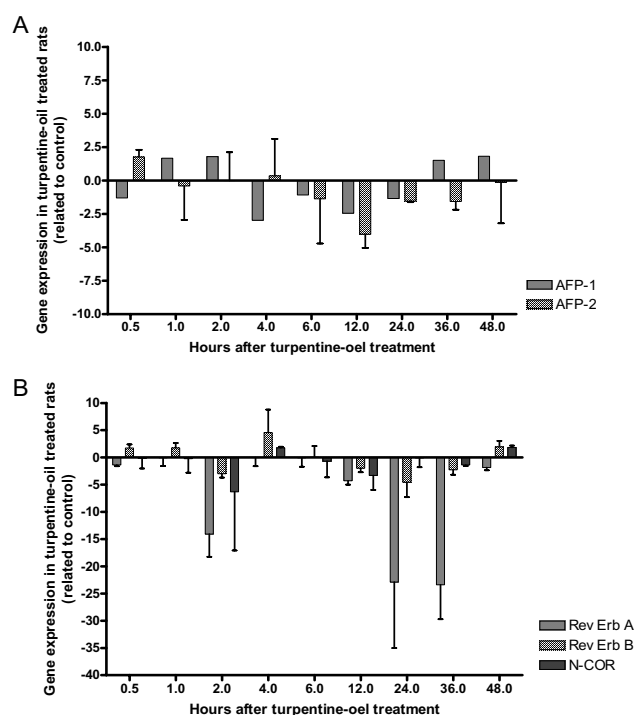 A
Gene expression in turpentine-oil treated rats
(related to control)
10.0
7.5
5.0
2.5
0.0
-2.5
-5.0
-7.5
-10.0
0.5 1.0 2.0 4.0 6.0 12.0 24.0 36.0 48.0
Hours after turpentine-oel treatment
AFP-1
AFP-2
B
Gene expression in turpentine-oil treated rats
(related to control)
10
5
0
-5
-10
-15
-20
-25
-30
-35
-40
0.5 1.0 2.0 4.0 6.0 12.0 24.0 36.0 48.0
Hours after turpentine-oel treatment
Rev Erb A
Rev Erb B
N-COR